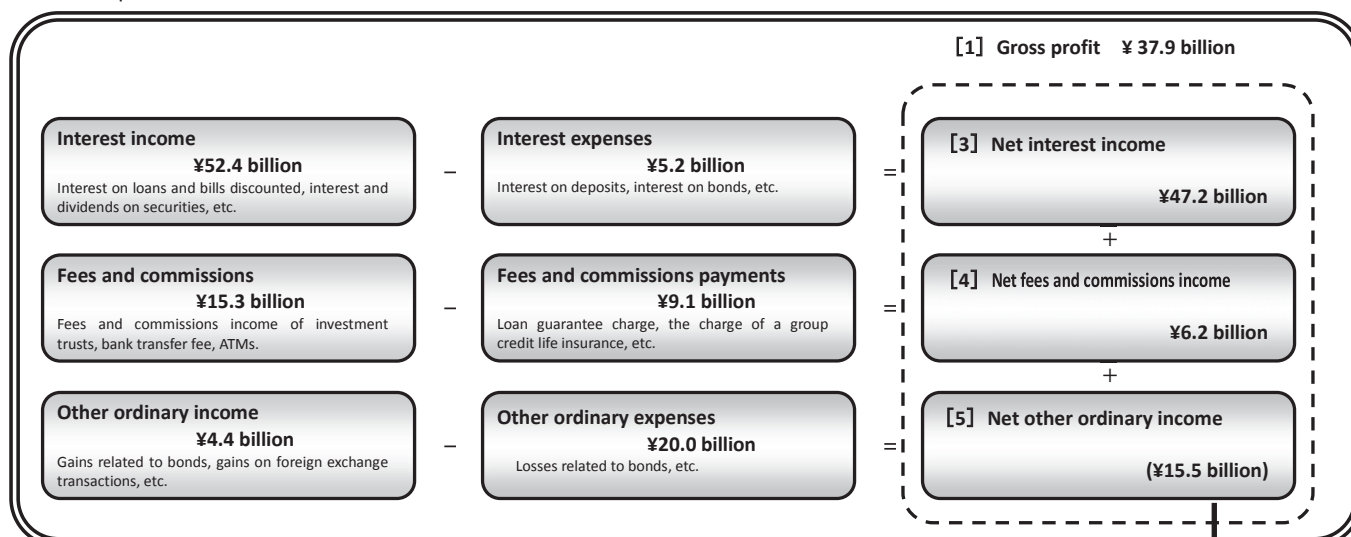 [1] Gross profit ¥ 37.9 billion
Interest income
¥52.4 billion
Interest on loans and bills discounted, interest and
dividends on securities, etc.
–
Interest expenses
¥5.2 billion
Interest on deposits, interest on bonds, etc.
=
[3] Net interest income
¥47.2 billion
+
Fees and commissions
¥15.3 billion
Fees and commissions income of investment
trusts, bank transfer fee, ATMs.
–
Fees and commissions payments
¥9.1 billion
Loan guarantee charge, the charge of a group
credit life insurance, etc.
=
[4] Net fees and commissions income
¥6.2 billion
+
Other ordinary income
¥4.4 billion
Gains related to bonds, gains on foreign exchange
transactions, etc.
–
Other ordinary expenses
¥20.0 billion
Losses related to bonds, etc.
=
[5] Net other ordinary income
(¥15.5 billion)